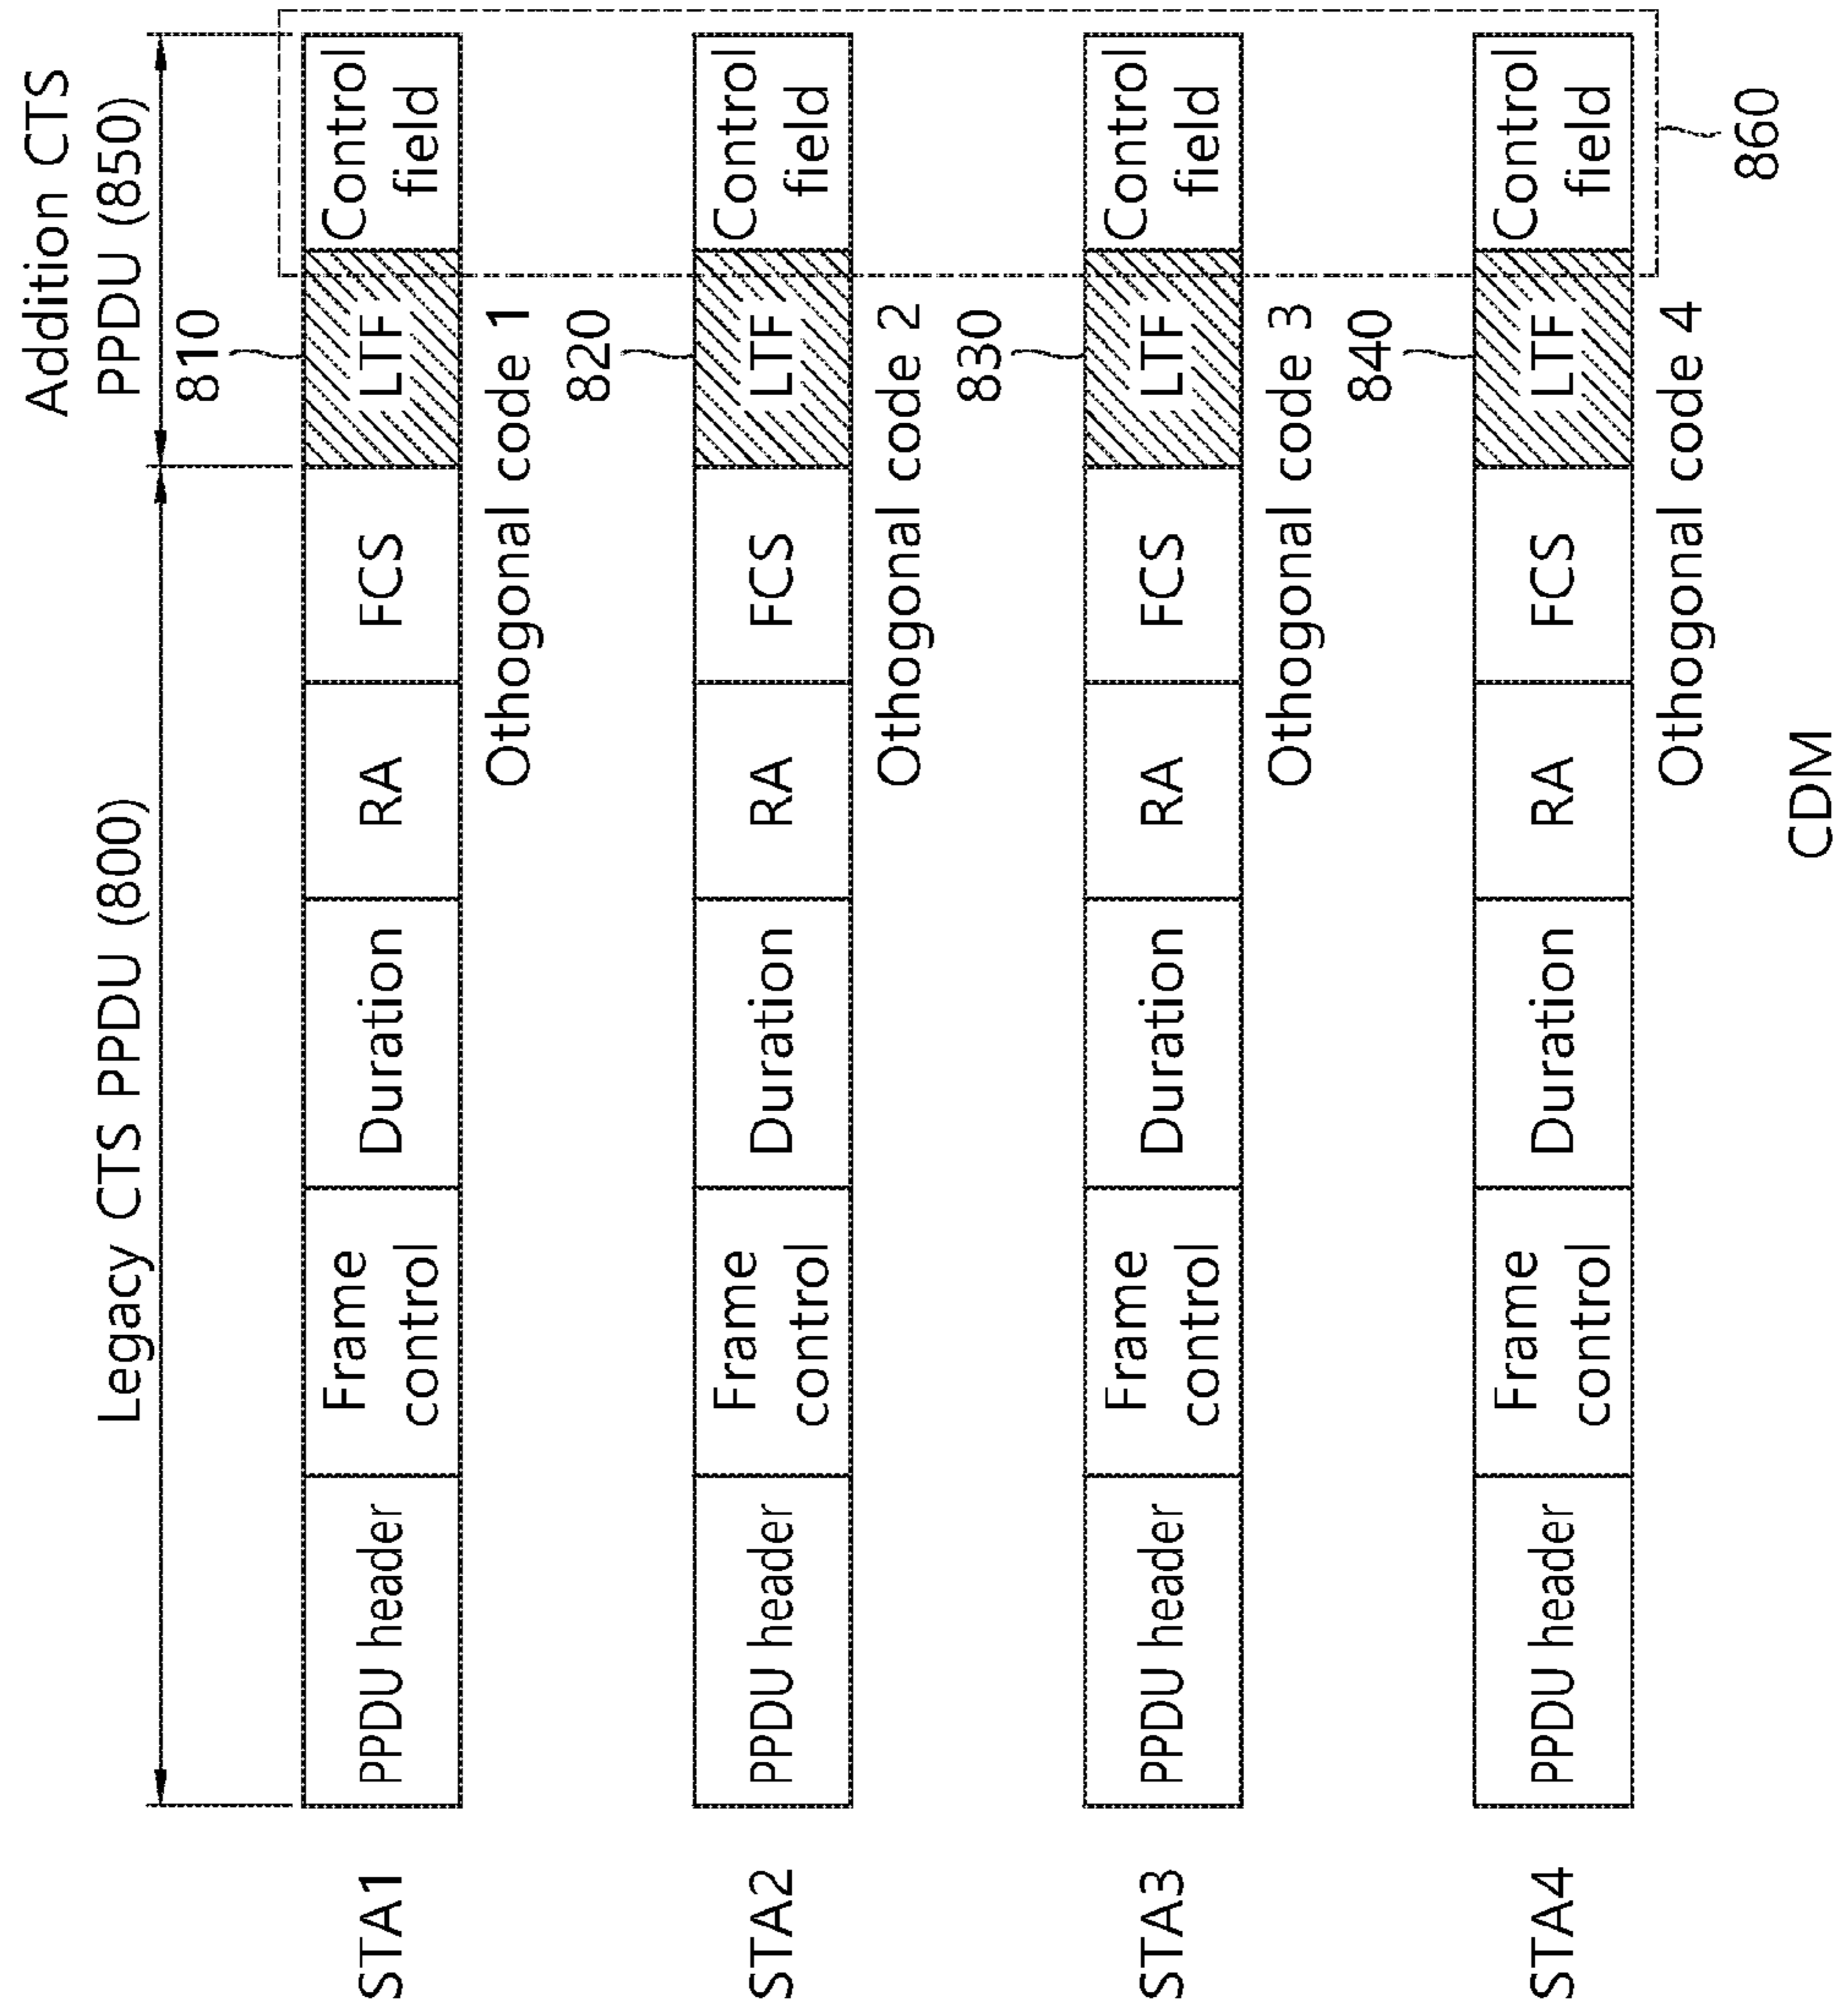 Legacy CTS PPDU (800)
Addition CTS
PPDU (850)
810
STA1
PPDU header
Frame
control
Duration
RA
FCS
LTF
Control
field
Othogonal code 1
820
STA2
PPDU header
Frame
control
Duration
RA
FCS
LTF
Control
field
Othogonal code 2
830
STA3
PPDU header
Frame
control
Duration
RA
FCS
LTF
Control
field
Othogonal code 3
840
STA4
PPDU header
Frame
control
Duration
RA
FCS
LTF
Control
field
Othogonal code 4
860
CDM